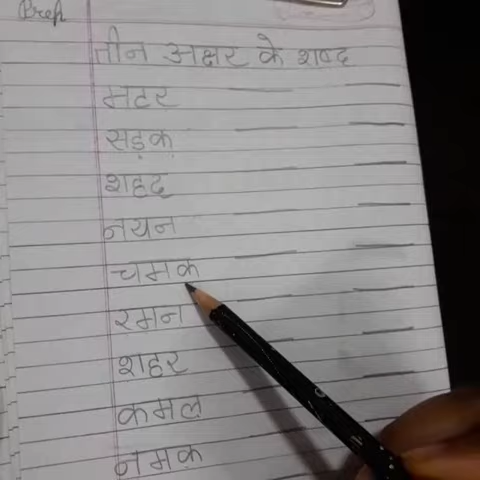 Prep
तीन अक्षर के शब्द
मटर
सड़क
शहद
नयन
चमक
रमन
शहर
कमल
नमक